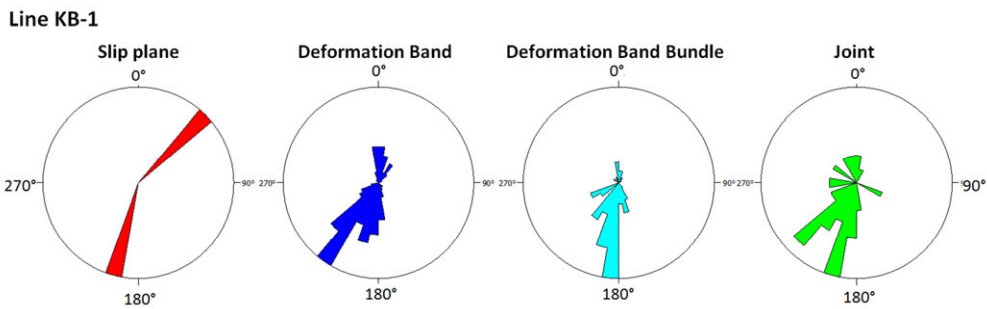 Line KB-1
Slip plane Deformation Band Deformation Band Bundle Joint
0° 0° 0° 0°
270° 90° 270° 90° 270° 90° 270° 90°
180° 180° 180° 180°